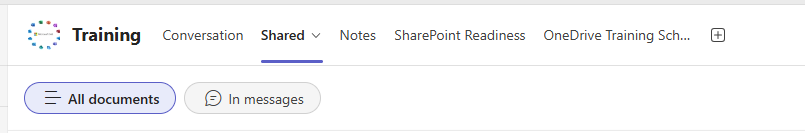 Training Conversation Shared Notes SharePoint Readiness OneDrive Training Sch...
All documents In messages